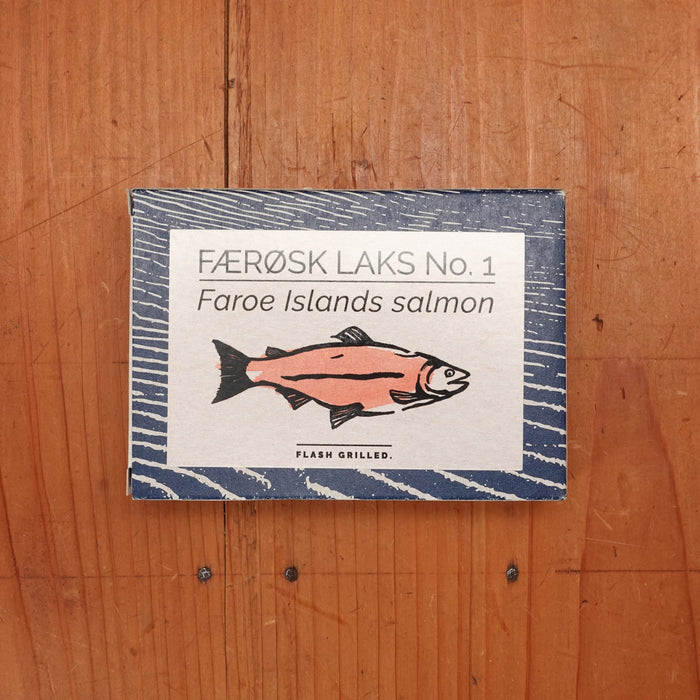 FÆRØSK LAKS No. 1
Faroe Islands salmon
FLASH GRILLED.